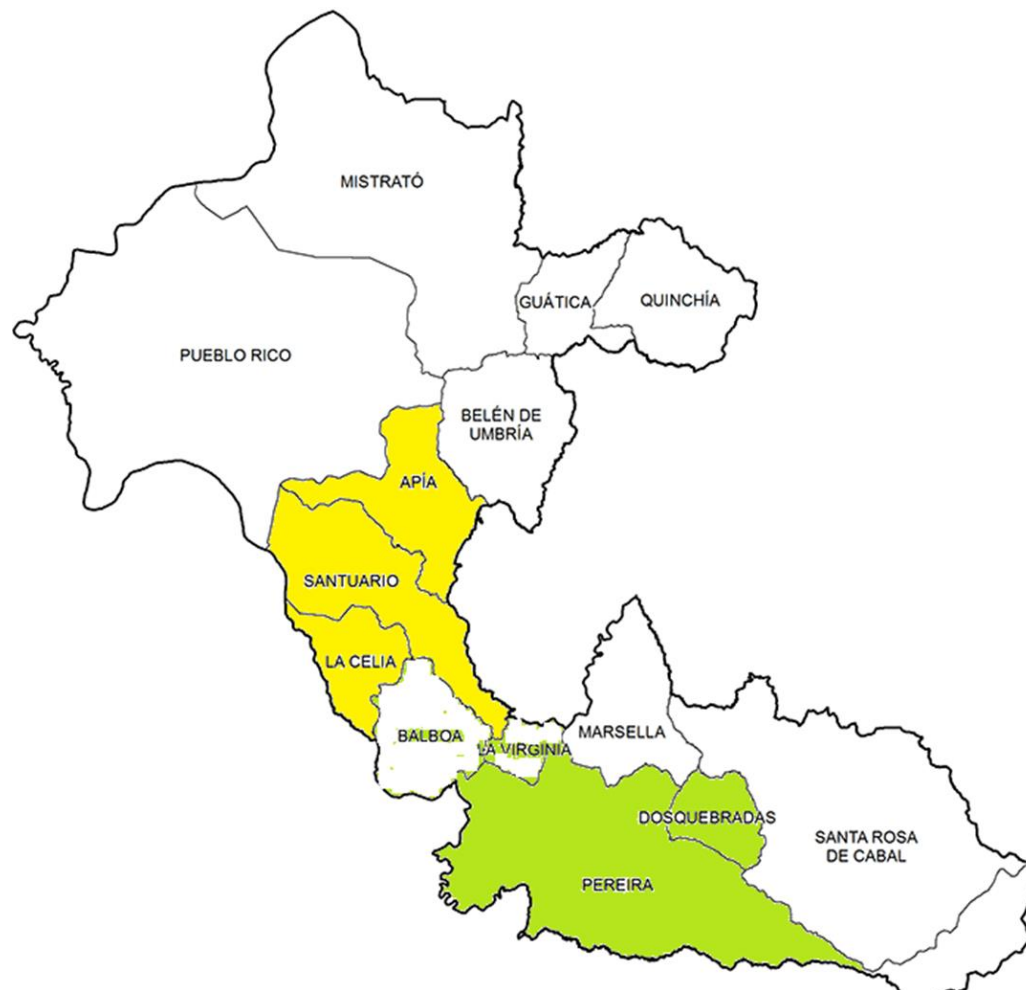 MISTRATÓ
GUÁTICA
QUINCHÍA
PUEBLO RICO
BELÉN DE
UMBRÍA
APÍA
SANTUARIO
LA CELIA
BALBOA
LA VIRGINIA
MARSELLA
DOSQUEBRADAS
SANTA ROSA
DE CABAL
PEREIRA